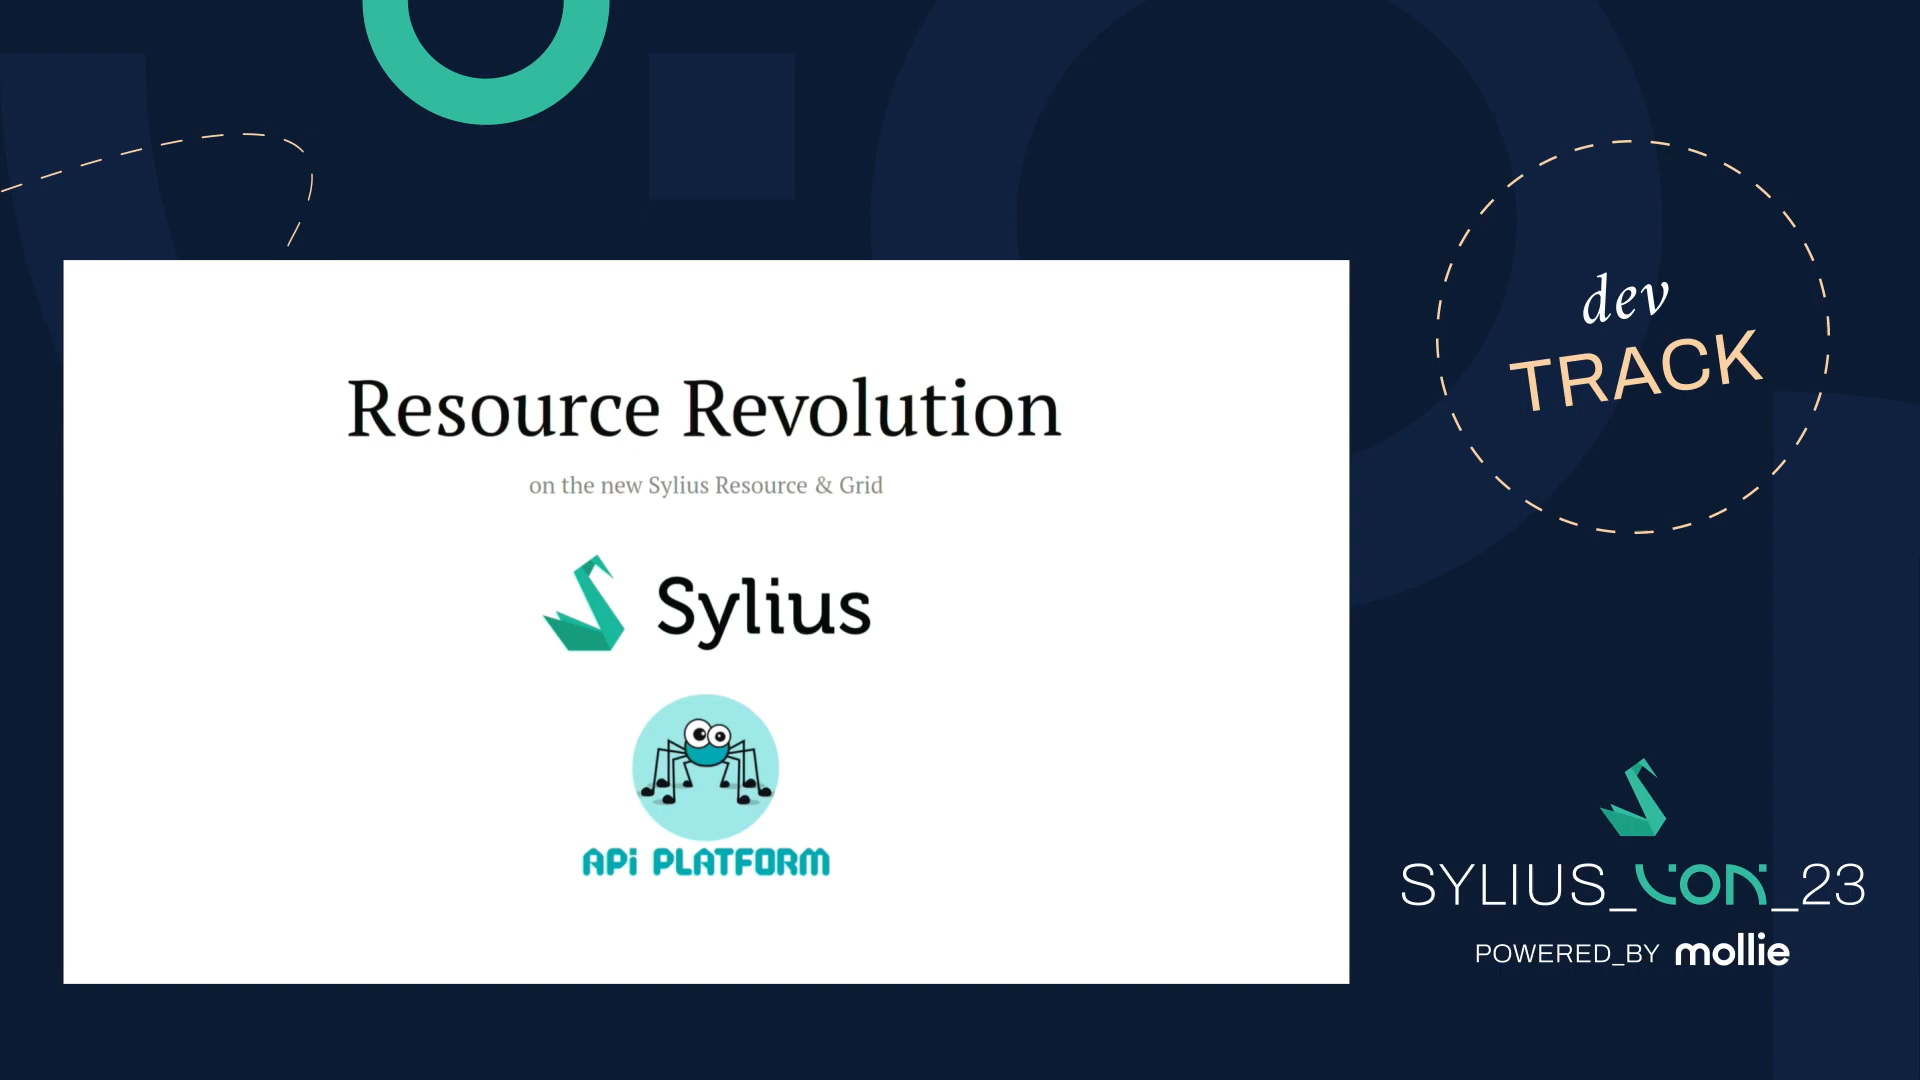 Resource Revolution
on the new Sylius Resource & Grid
Sylius
API PLATFORM
dev
TRACK
SYLIUS_CON_23
POWERED_BY mollie